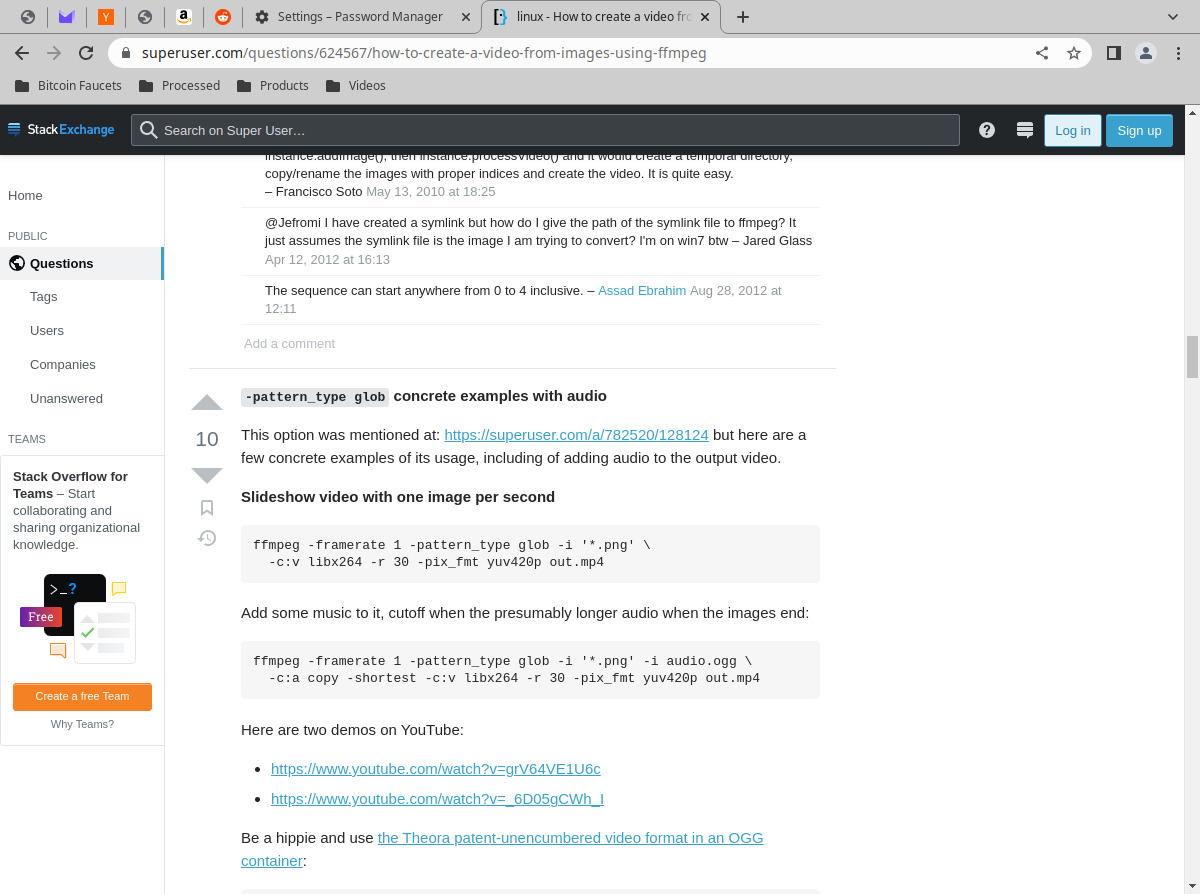 Settings – Password Manager
linux - How to create a video fro
superuser.com/questions/624567/how-to-create-a-video-from-images-using-ffmpeg
Bitcoin Faucets
Processed
Products
Videos
StackExchange
Search on Super User…
Log in
Sign up
Home
PUBLIC
Questions
Tags
Users
Companies
Unanswered
TEAMS
Stack Overflow for
Teams – Start
collaborating and
sharing organizational
knowledge.
>_?
Free
Create a free Team
Why Teams?
instance.addImage(), then instance.processVideo() and it would create a temporal directory,
copy/rename the images with proper indices and create the video. It is quite easy.
– Francisco Soto May 13, 2010 at 18:25
@Jefromi I have created a symlink but how do I give the path of the symlink file to ffmpeg? It
just assumes the symlink file is the image I am trying to convert? I'm on win7 btw – Jared Glass
Apr 12, 2012 at 16:13
The sequence can start anywhere from 0 to 4 inclusive. – Assad Ebrahim Aug 28, 2012 at
12:11
Add a comment
10
-pattern_type glob concrete examples with audio
This option was mentioned at: https://superuser.com/a/782520/128124 but here are a
few concrete examples of its usage, including of adding audio to the output video.
Slideshow video with one image per second
ffmpeg -framerate 1 -pattern_type glob -i '*.png' \
-c:v libx264 -r 30 -pix_fmt yuv420p out.mp4
Add some music to it, cutoff when the presumably longer audio when the images end:
ffmpeg -framerate 1 -pattern_type glob -i '*.png' -i audio.ogg \
-c:a copy -shortest -c:v libx264 -r 30 -pix_fmt yuv420p out.mp4
Here are two demos on YouTube:
https://www.youtube.com/watch?v=grV64VE1U6c
https://www.youtube.com/watch?v=_6D05gCWh_I
Be a hippie and use the Theora patent-unencumbered video format in an OGG
container: